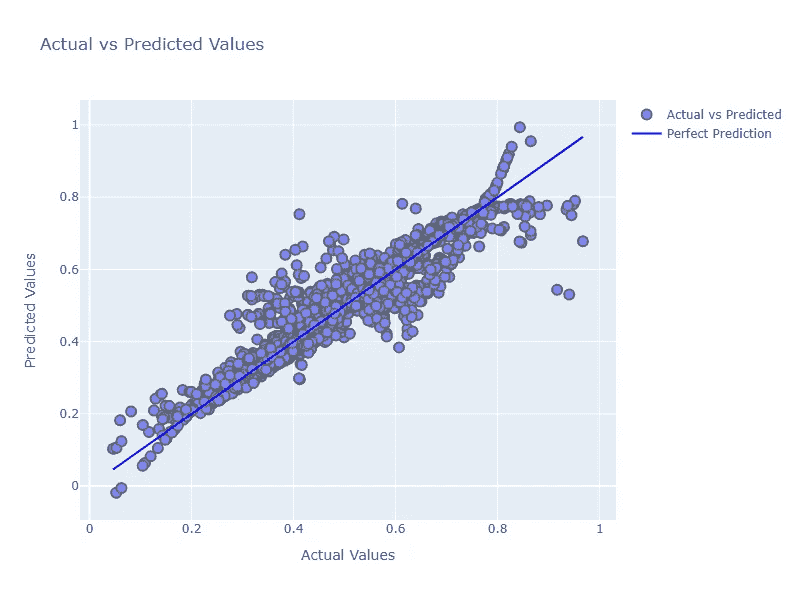 Actual vs Predicted Values
Actual vs Predicted
Perfect Prediction
1
0.8
0.6
0.4
0.2
0
Predicted Values
0
0.2
0.4
0.6
0.8
1
Actual Values